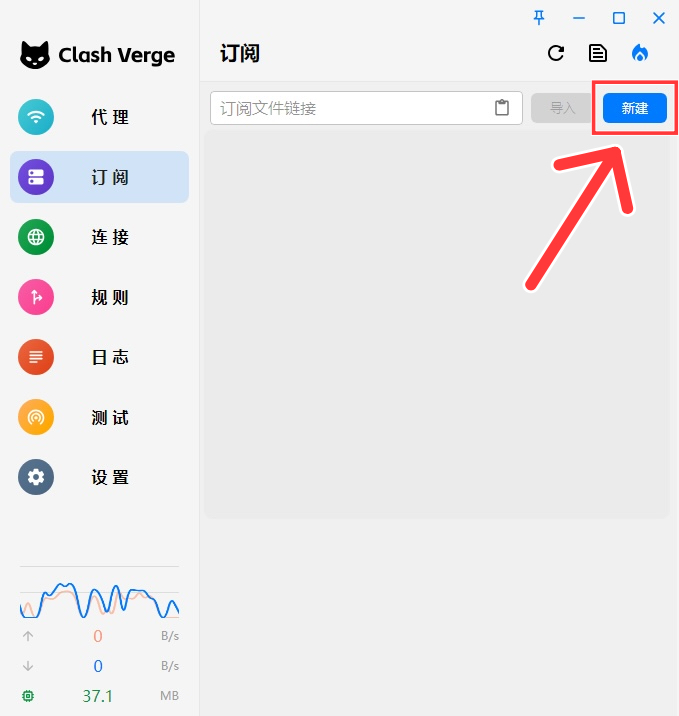 Clash Verge
订阅
代理
订阅
连接
规则
日志
测试
设置
订阅文件链接
导入
新建
0 B/s
0 B/s
37.1 MB